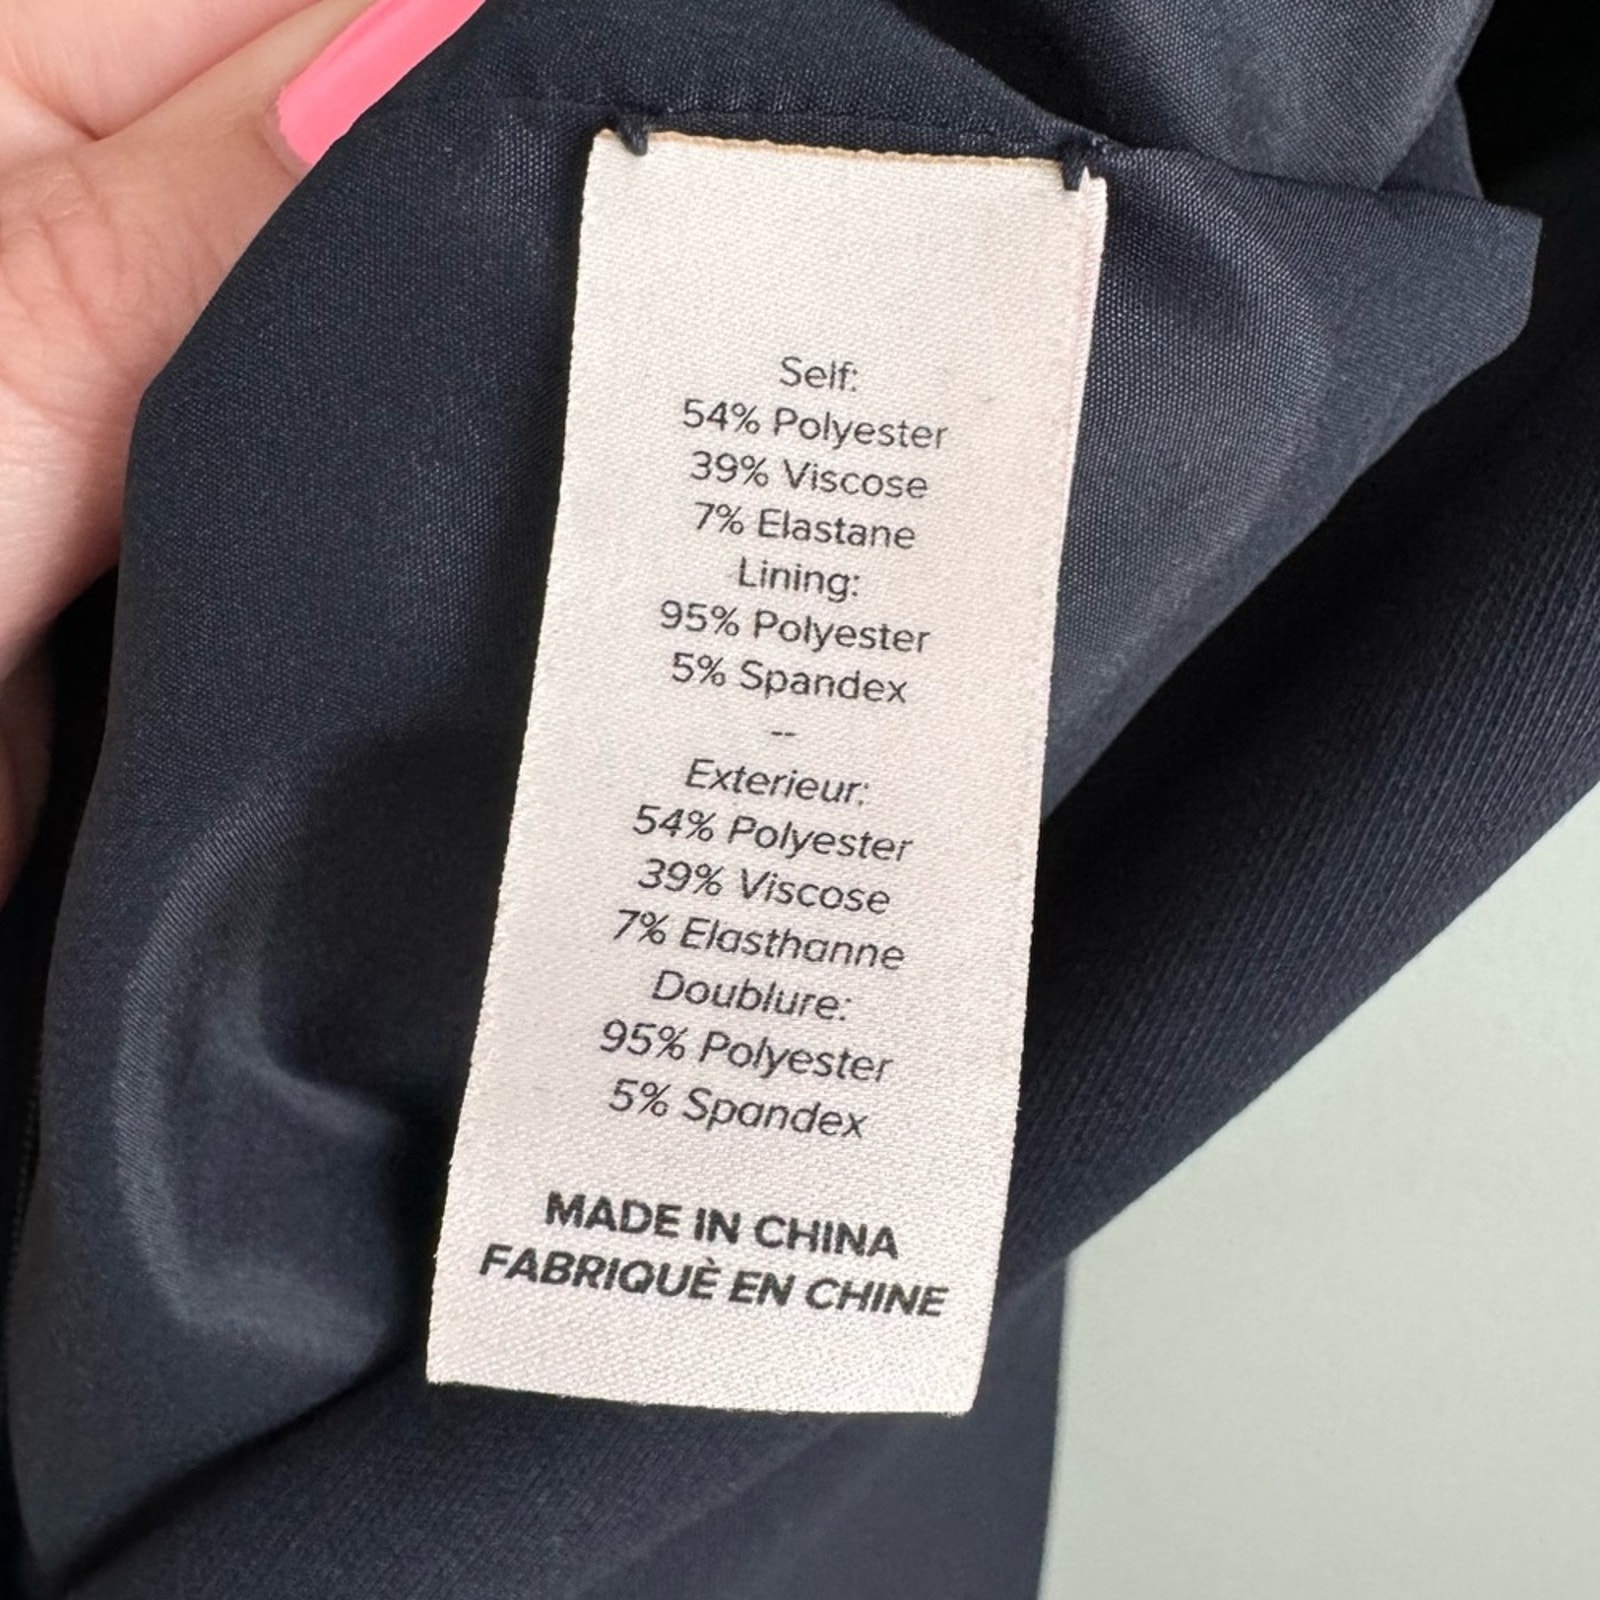 Self:
54% Polyester
39% Viscose
7% Elastane
Lining:
95% Polyester
5% Spandex
--
Exterieur:
54% Polyester
39% Viscose
7% Elasthanne
Doublure:
95% Polyester
5% Spandex
MADE IN CHINA
FABRIQUÈ EN CHINE